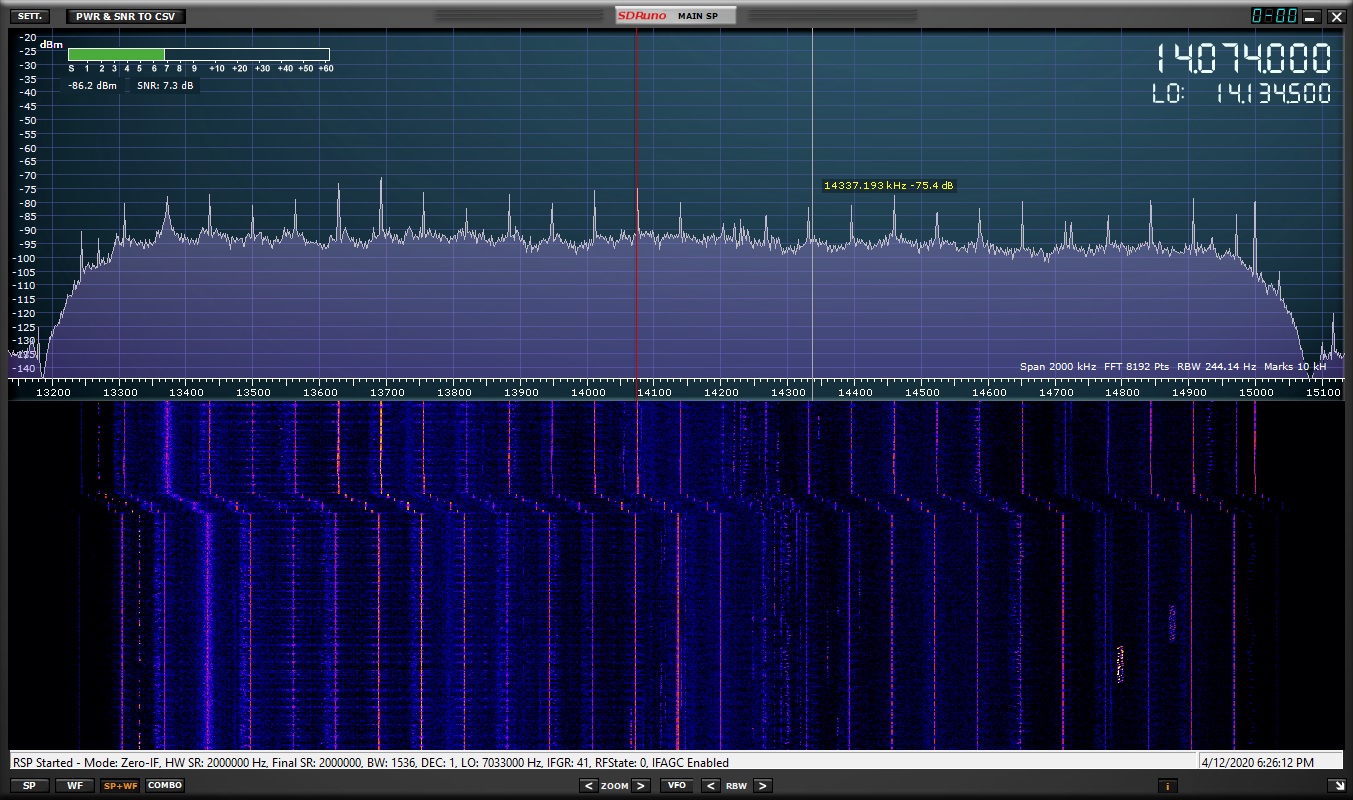 SETT. PWR & SNR TO CSV SDRuno MAIN SP 0-00
-20 dBm
-25
-30
-35
-40
-45
-50
-55
-60
-65
-70
-75
-80
-85
-90
-95
-100
-105
-110
-115
-120
-125
-130
-135
-140
S 1 2 3 4 5 6 7 8 9 +10 +20 +30 +40 +50 +60
-86.2 dBm SNR: 7.3 dB
14.074.000
LO: 14.134.500
14337.193 kHz -75.4 dB
Span 2000 kHz FFT 8192 Pts RBW 244.14 Hz Marks 10 kH
13200 13300 13400 13500 13600 13700 13800 13900 14000 14100 14200 14300 14400 14500 14600 14700 14800 14900 15000 15100
RSP Started - Mode: Zero-IF, HW SR: 2000000 Hz, Final SR: 2000000, BW: 1536, DEC: 1, LO: 7033000 Hz, IFGR: 41, RFState: 0, IFAGC Enabled 4/12/2020 6:26:12 PM
SP WF SP+WF COMBO < ZOOM > VFO < RBW > i